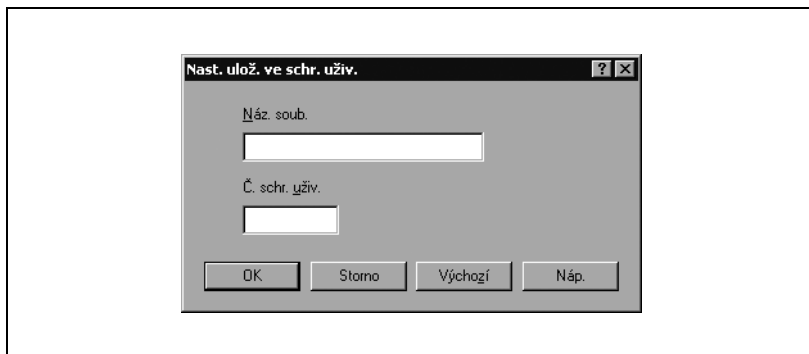 Nast. ulož. ve schr. uživ.
Náz. soub.
Č. schr. uživ.
OK Storno Výchozí Náp.